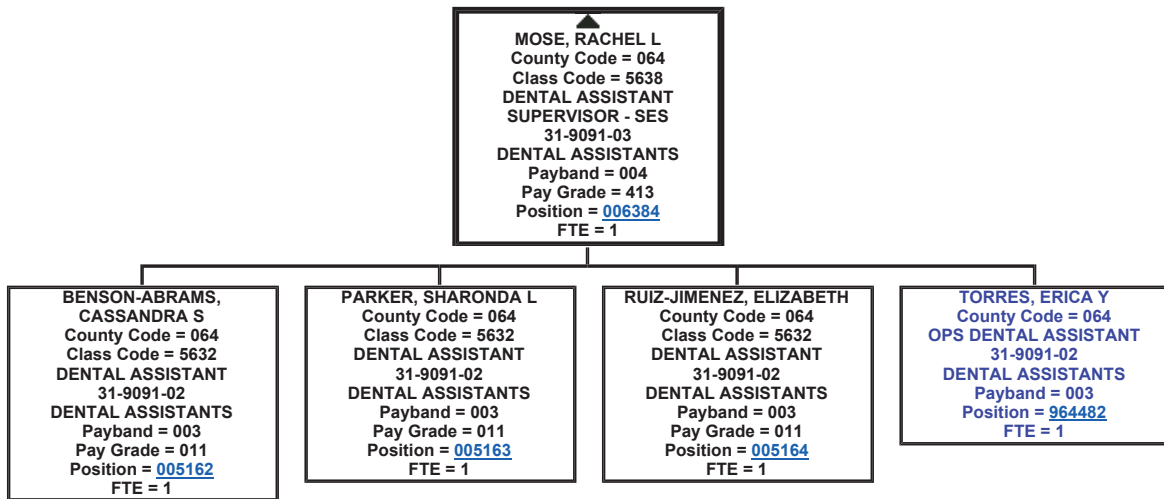 MOSE, RACHEL L
County Code = 064
Class Code = 5638
DENTAL ASSISTANT
SUPERVISOR - SES
31-9091-03
DENTAL ASSISTANTS
Payband = 004
Pay Grade = 413
Position = 006384
FTE = 1
BENSON-ABRAMS,
CASSANDRA S
County Code = 064
Class Code = 5632
DENTAL ASSISTANT
31-9091-02
DENTAL ASSISTANTS
Payband = 003
Pay Grade = 011
Position = 005162
FTE = 1
PARKER, SHARONDA L
County Code = 064
Class Code = 5632
DENTAL ASSISTANT
31-9091-02
DENTAL ASSISTANTS
Payband = 003
Pay Grade = 011
Position = 005163
FTE = 1
RUIZ-JIMENEZ, ELIZABETH
County Code = 064
Class Code = 5632
DENTAL ASSISTANT
31-9091-02
DENTAL ASSISTANTS
Payband = 003
Pay Grade = 011
Position = 005164
FTE = 1
TORRES, ERICA Y
County Code = 064
OPS DENTAL ASSISTANT
31-9091-02
DENTAL ASSISTANTS
Payband = 003
Position = 964482
FTE = 1